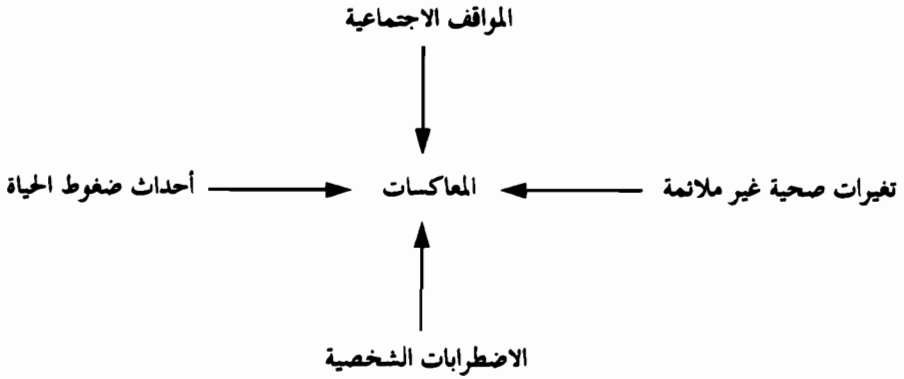 المواقف الاجتماعية
تغيرات صحية غير ملائمة
المعاكسات
أحداث ضغوط الحياة
الاضطرابات الشخصية